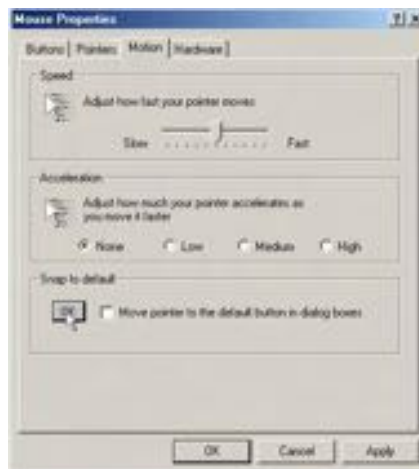 Mouse Properties
Buttons Pointers Motion Hardware
Speed
Adjust how fast your pointer moves
Slow Fast
Acceleration
Adjust how much your pointer accelerates as
you move it faster
None Low Medium High
Snap to default
OK Move pointer to the default button in dialog boxes
OK Cancel Apply